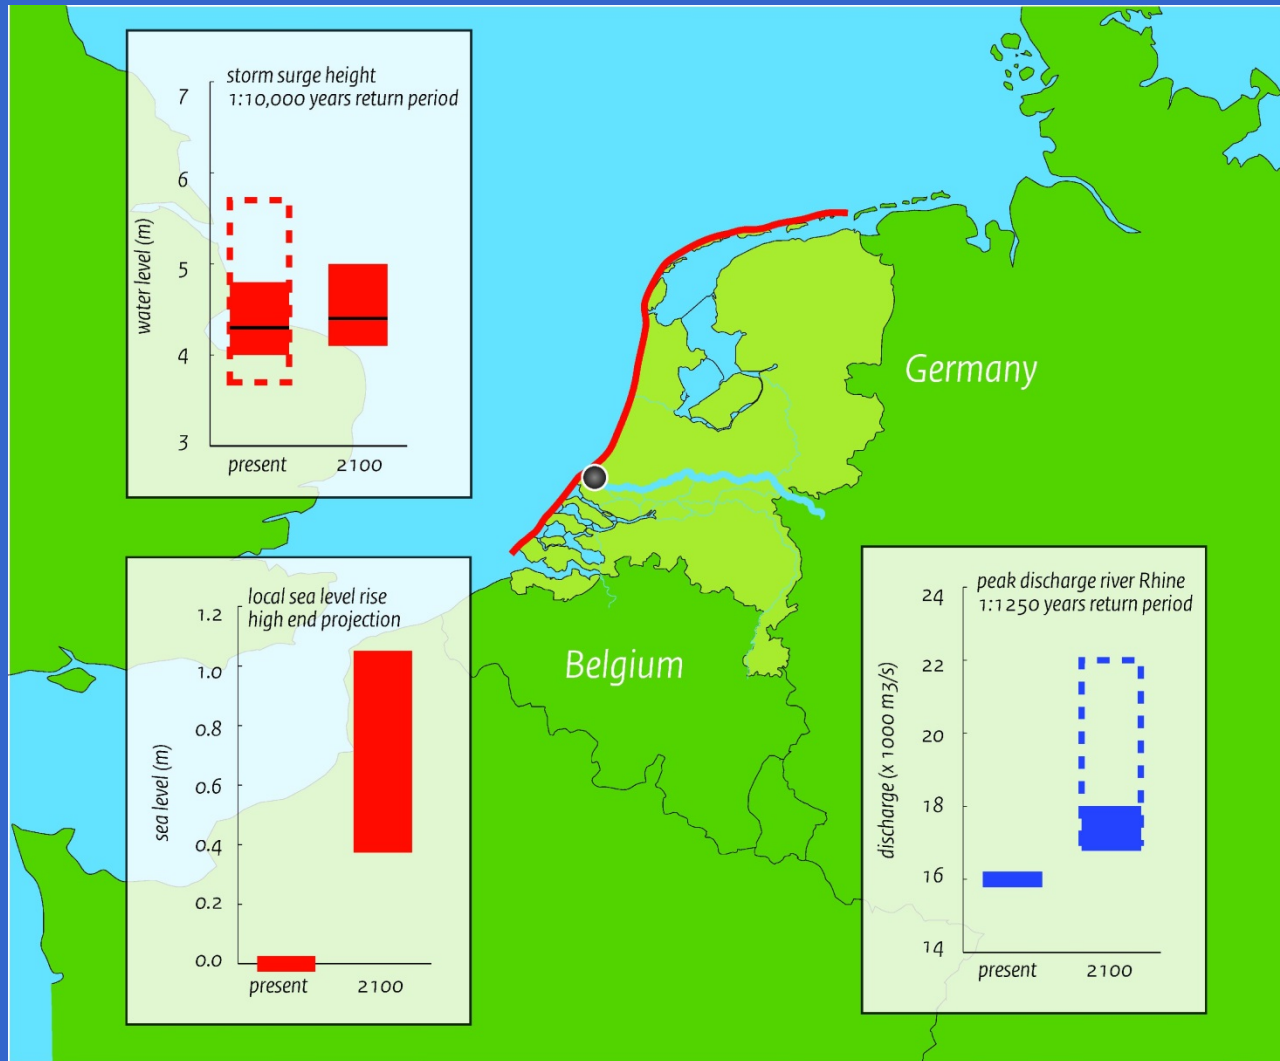 storm surge height
1:10,000 years return period
7
6
5
4
3
water level (m)
present
2100
Germany
local sea level rise
high end projection
1.2
1.0
0.8
0.6
0.4
0.2
0.0
sea level (m)
present
2100
Belgium
peak discharge river Rhine
1:1250 years return period
24
22
20
18
16
14
discharge (x 1000 m3/s)
present
2100